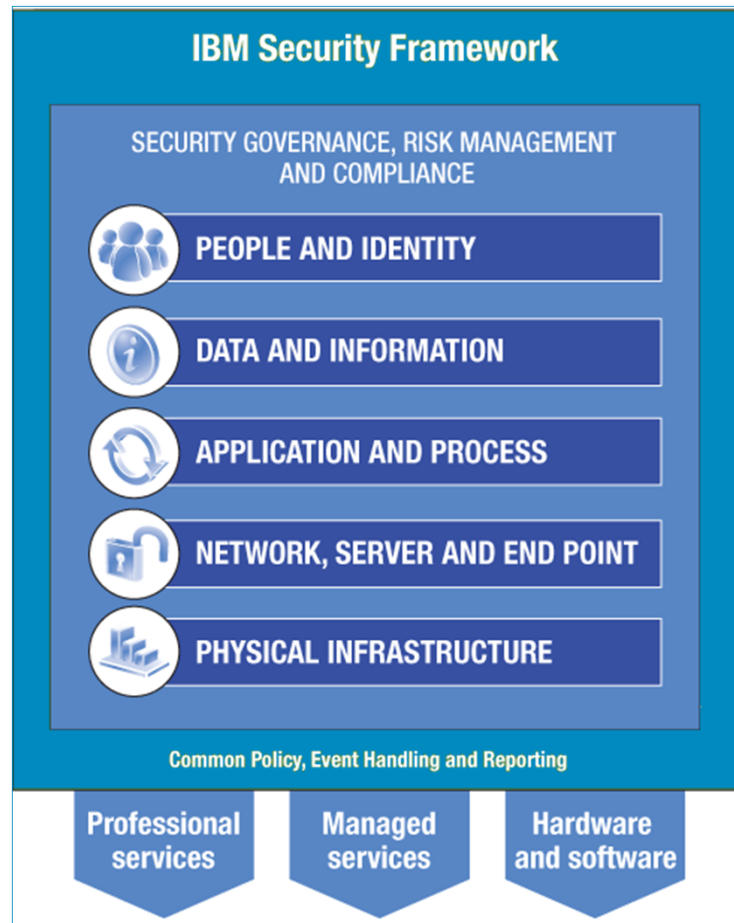 IBM Security Framework
SECURITY GOVERNANCE, RISK MANAGEMENT
AND COMPLIANCE
PEOPLE AND IDENTITY
DATA AND INFORMATION
APPLICATION AND PROCESS
NETWORK, SERVER AND END POINT
PHYSICAL INFRASTRUCTURE
Common Policy, Event Handling and Reporting
Professional
services
Managed
services
Hardware
and software